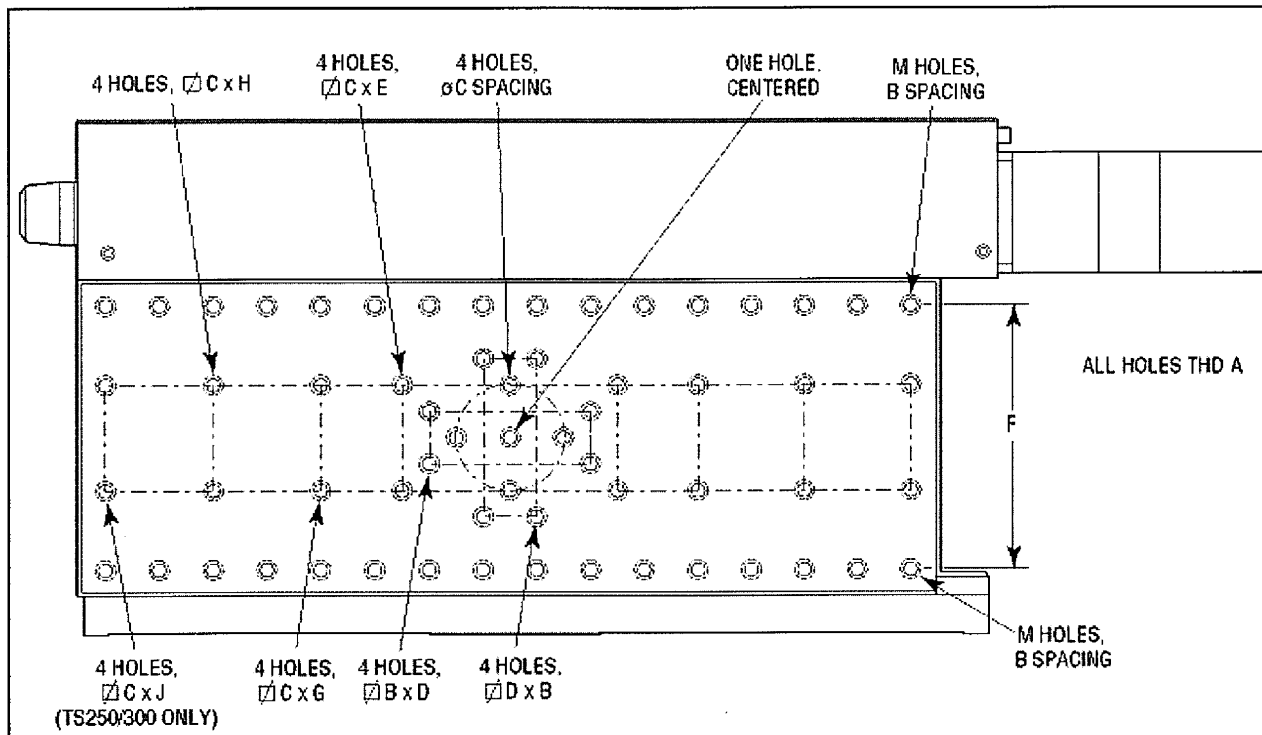 4 HOLES, ⌷ C x H
4 HOLES,
⌷ C x E
4 HOLES,
øC SPACING
ONE HOLE,
CENTERED
M HOLES,
B SPACING
ALL HOLES THD A
F
M HOLES,
B SPACING
4 HOLES,
⌷ C x J
(TS250/300 ONLY)
4 HOLES,
⌷ C x G
4 HOLES,
⌷ B x D
4 HOLES,
⌷ D x B